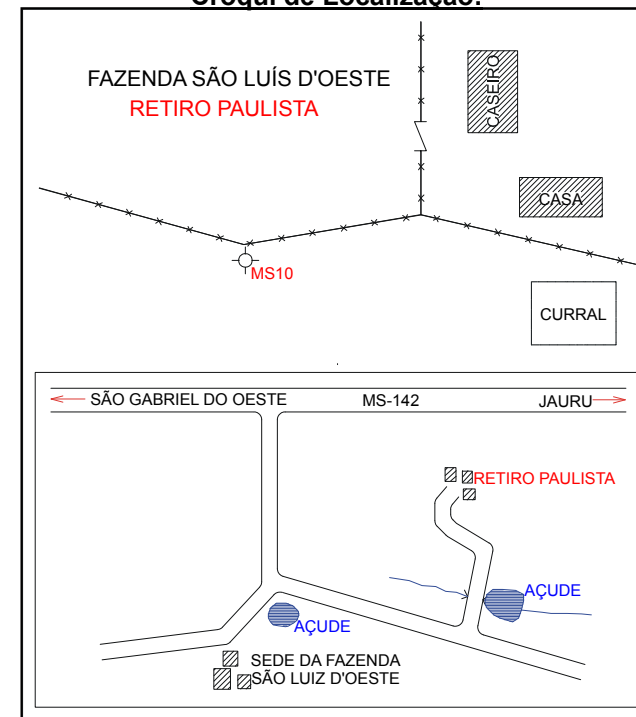 Croqui de Localização:
FAZENDA SÃO LUÍS D'OESTE
RETIRO PAULISTA
CASEIRO
CASA
MS10
CURRAL
SÃO GABRIEL DO OESTE
MS-142
JAURU
RETIRO PAULISTA
AÇUDE
AÇUDE
SEDE DA FAZENDA
SÃO LUIZ D'OESTE